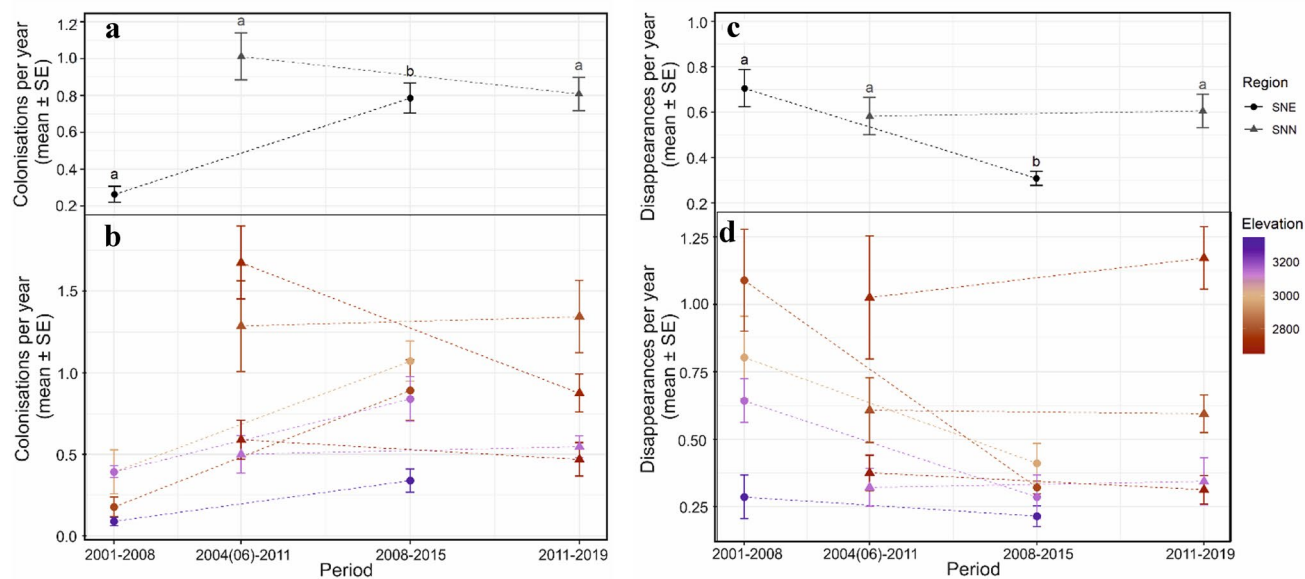 a
Colonisations per year
(mean ± SE)
1.2
1.0
0.8
0.6
0.4
0.2
a
a
b
a
b
Colonisations per year
(mean ± SE)
1.5
1.0
0.5
0.0
2001-2008
2004(06)-2011
2008-2015
2011-2019
Period
c
Disappearances per year
(mean ± SE)
1.0
0.8
0.6
0.4
0.2
a
a
b
a
d
Disappearances per year
(mean ± SE)
1.25
1.00
0.75
0.50
0.25
2001-2008
2004(06)-2011
2008-2015
2011-2019
Period
Region
SNE
SNN
Elevation
3200
3000
2800